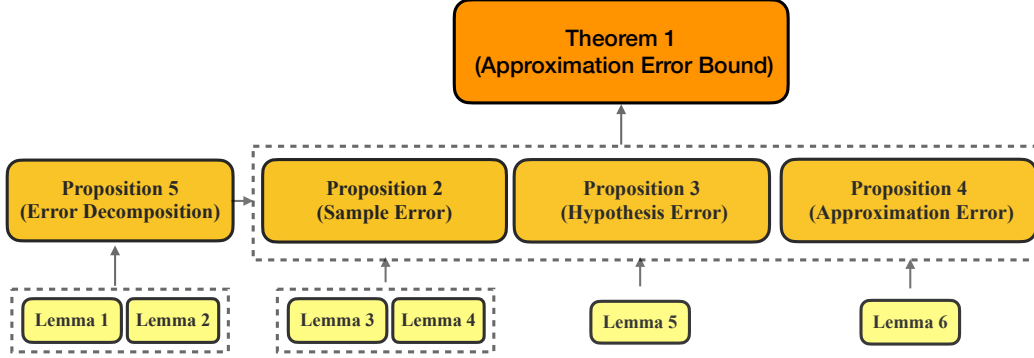 Theorem 1
(Approximation Error Bound)
Proposition 5
(Error Decomposition)
Proposition 2
(Sample Error)
Proposition 3
(Hypothesis Error)
Proposition 4
(Approximation Error)
Lemma 1
Lemma 2
Lemma 3
Lemma 4
Lemma 5
Lemma 6